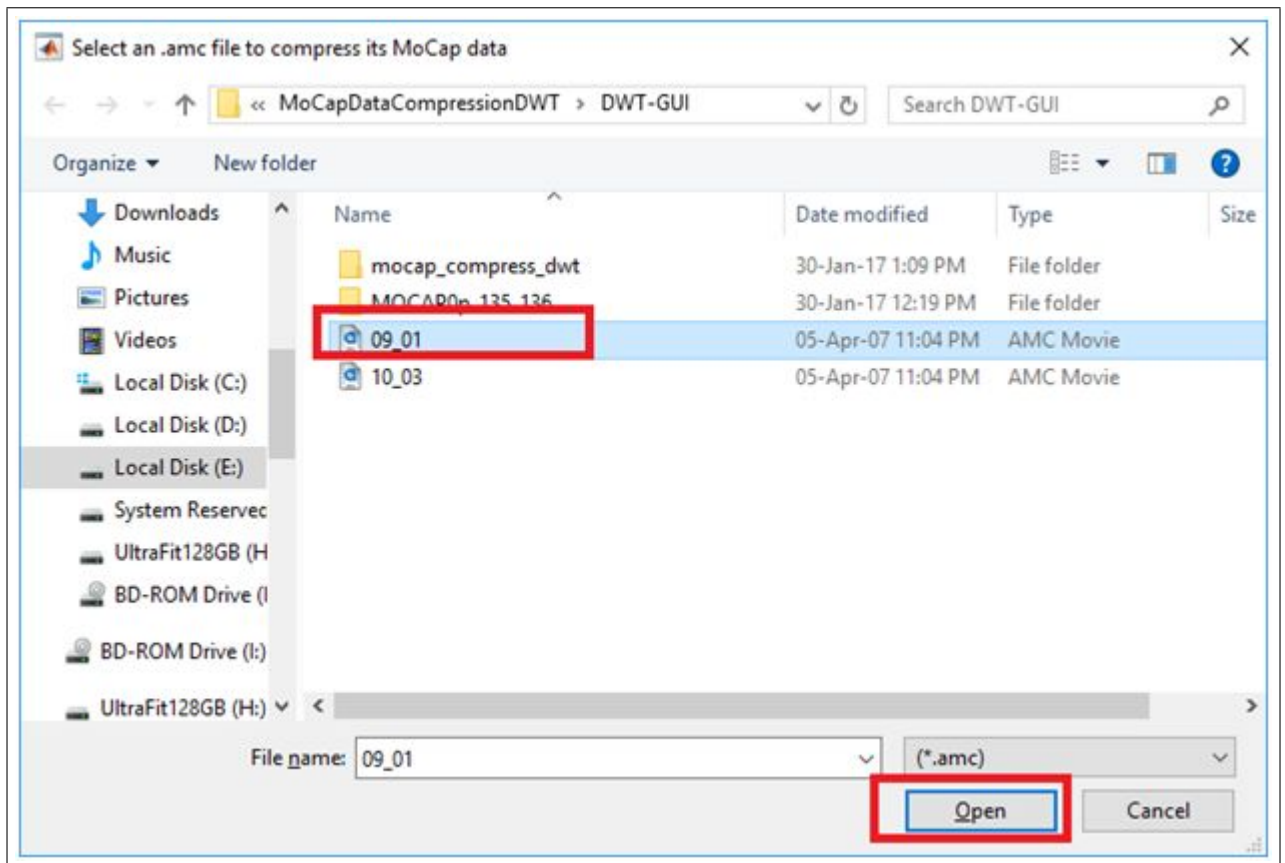 Select an .amc file to compress its MoCap data
« MoCapDataCompressionDWT > DWT-GUI Search DWT-GUI
Organize New folder
Name Date modified Type Size
Downloads
Music
Pictures
Videos
Local Disk (C:)
Local Disk (D:)
Local Disk (E:)
System Reserved
UltraFit128GB (H
BD-ROM Drive (I
BD-ROM Drive (I:)
UltraFit128GB (H:)
mocap_compress_dwt 30-Jan-17 1:09 PM File folder
MOCAP0p_135_136 30-Jan-17 12:19 PM File folder
09_01 05-Apr-07 11:04 PM AMC Movie
10_03 05-Apr-07 11:04 PM AMC Movie
File name: 09_01 (*.amc)
Open Cancel